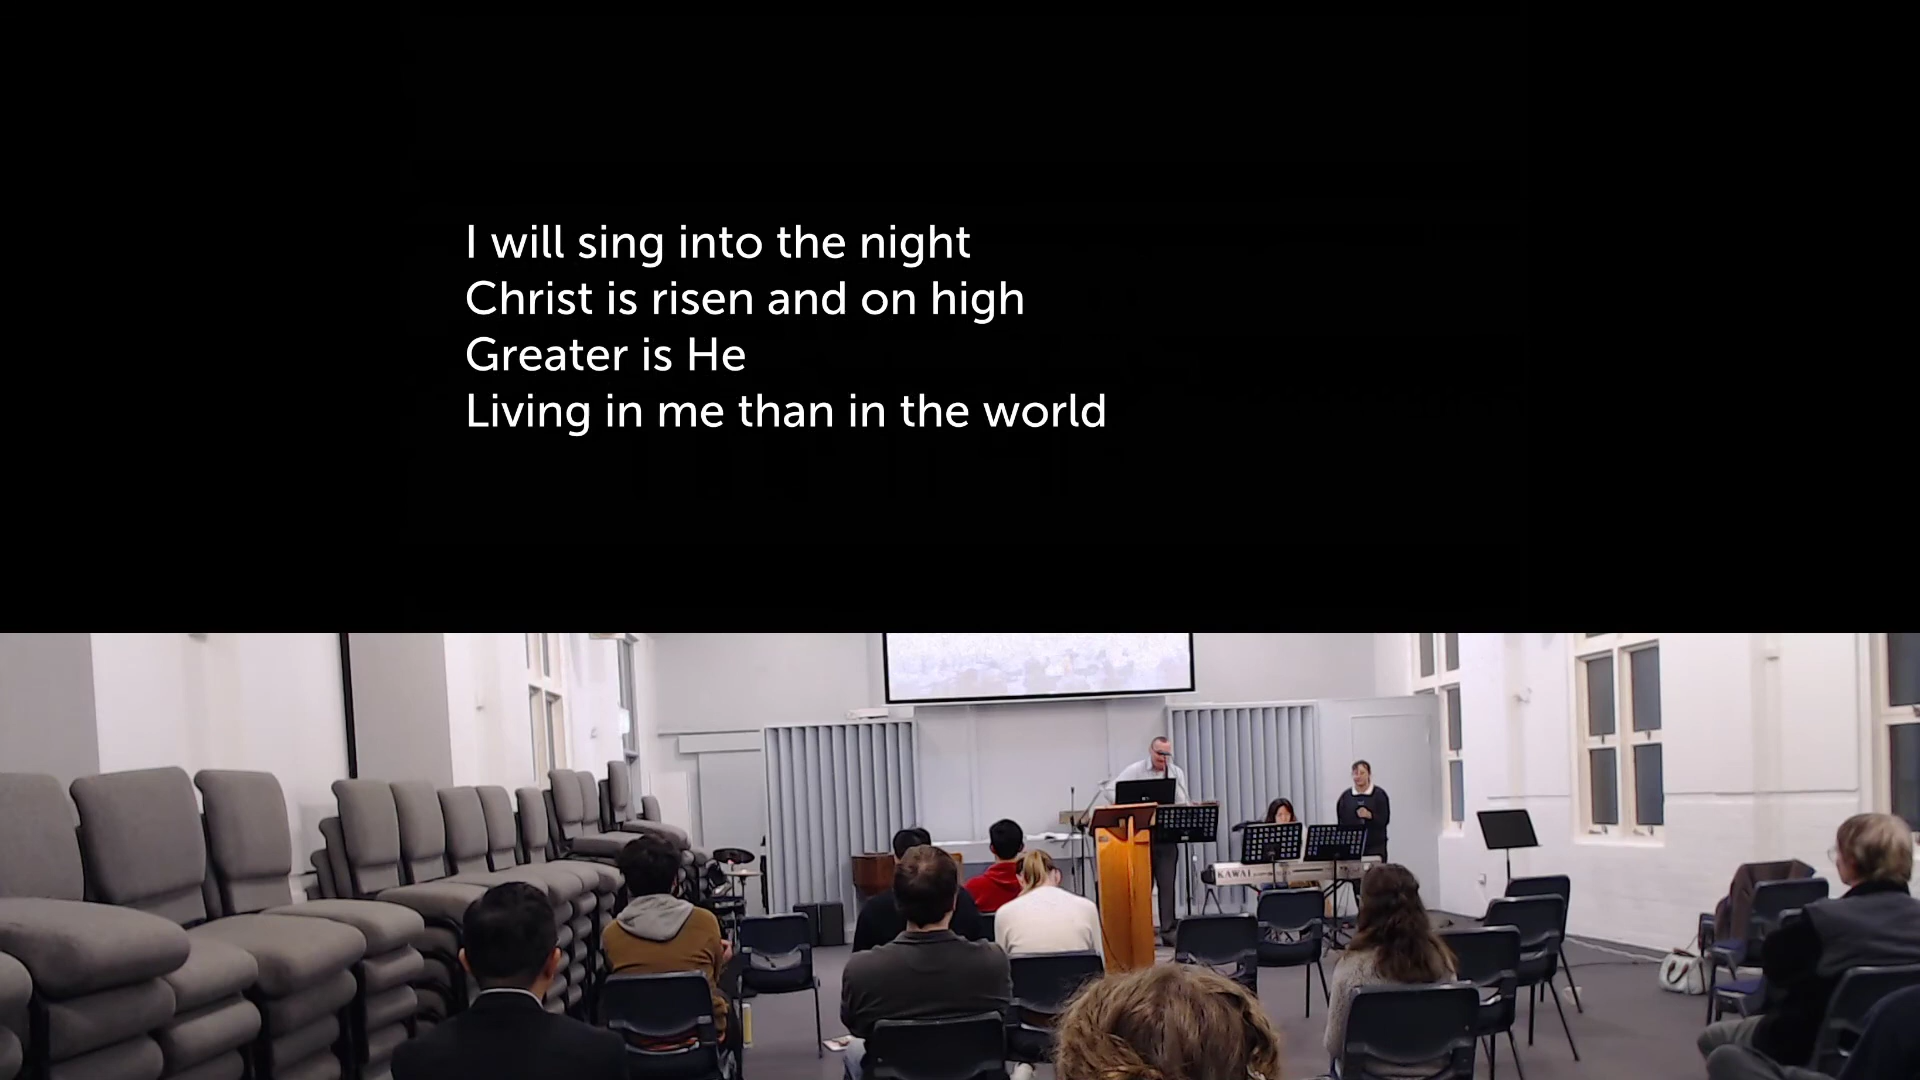 I will sing into the night
Christ is risen and on high
Greater is He
Living in me than in the world
KAWAI